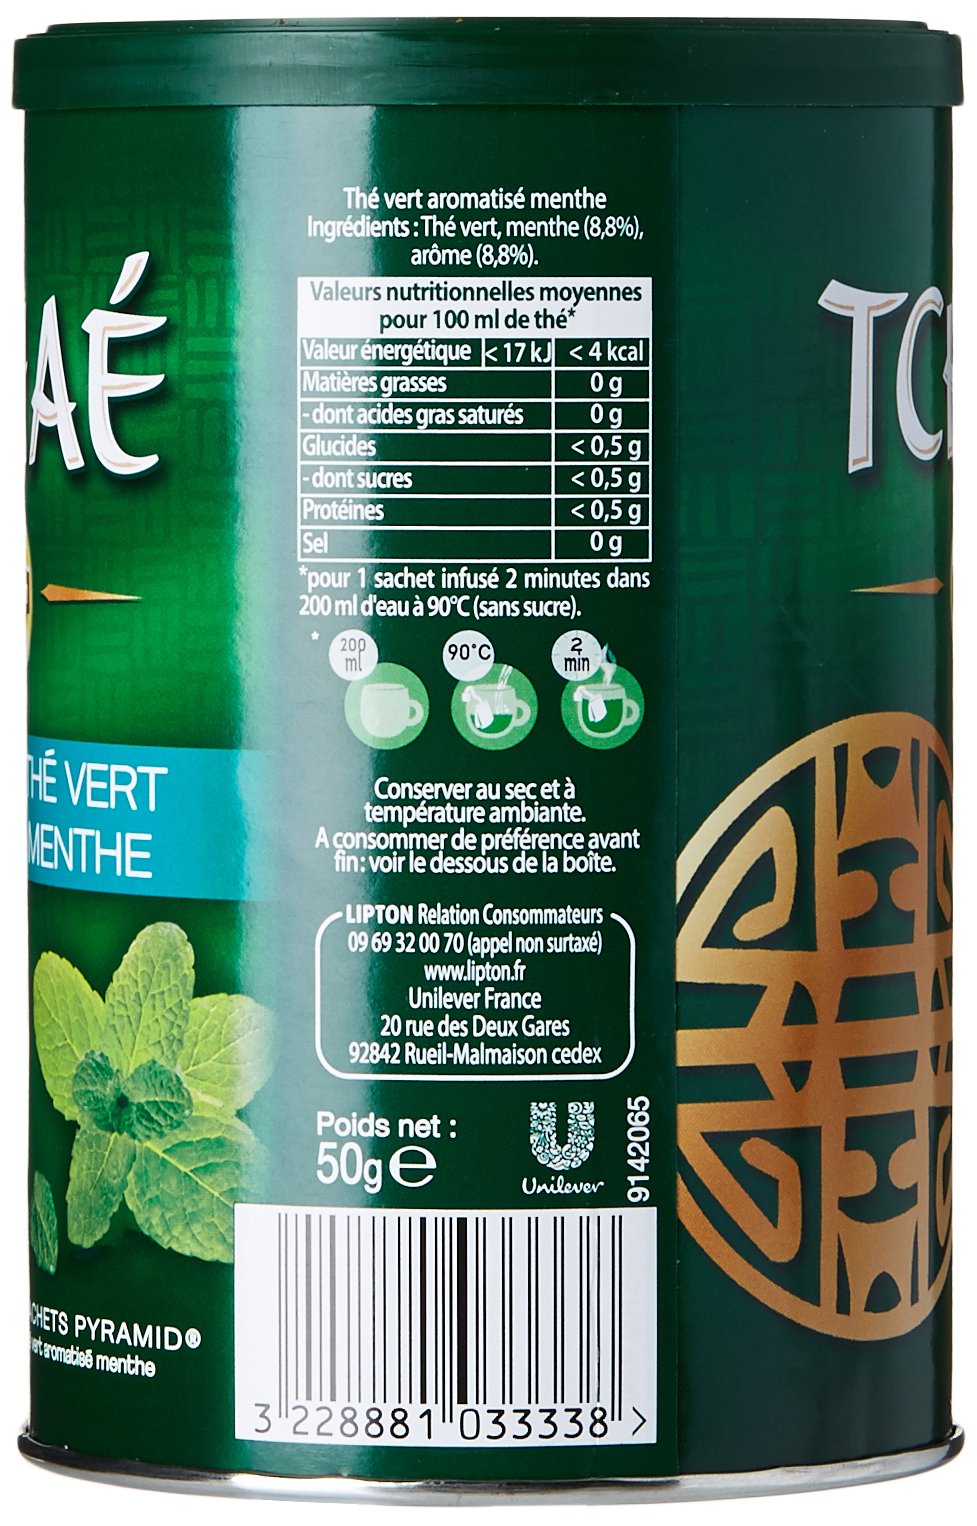 Thé vert aromatisé menthe
Ingrédients : Thé vert, menthe (8,8%),
arôme (8,8%).
Valeurs nutritionnelles moyennes
pour 100 ml de thé*
Valeur énergétique < 17 kJ < 4 kcal
Matières grasses 0 g
- dont acides gras saturés 0 g
Glucides < 0,5 g
- dont sucres < 0,5 g
Protéines < 0,5 g
Sel 0 g
*pour 1 sachet infusé 2 minutes dans
200 ml d'eau à 90°C (sans sucre).
*
200 ml
90°C
2 min
Conserver au sec et à
température ambiante.
A consommer de préférence avant
fin : voir le dessous de la boîte.
LIPTON Relation Consommateurs
09 69 32 00 70 (appel non surtaxé)
www.lipton.fr
Unilever France
20 rue des Deux Gares
92842 Rueil-Malmaison cedex
Poids net :
50g e
Unilever
9142065
3 228881 033338 >
AÉ
THÉ VERT
MENTHE
CHETS PYRAMID®
vert aromatisé menthe
TC